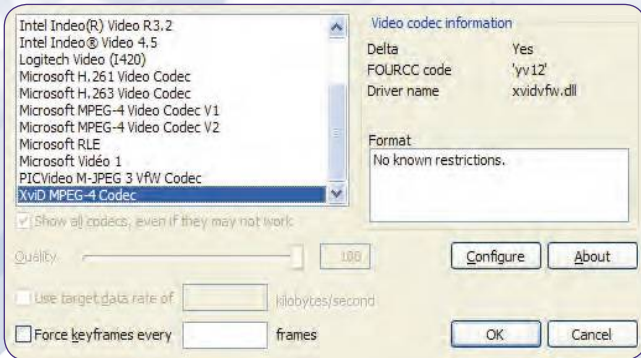 Intel Indeo(R) Video R3.2
Intel Indeo® Video 4.5
Logitech Video (I420)
Microsoft H.261 Video Codec
Microsoft H.263 Video Codec
Microsoft MPEG-4 Video Codec V1
Microsoft MPEG-4 Video Codec V2
Microsoft RLE
Microsoft Vidéo 1
PICVideo M-JPEG 3 VfW Codec
XviD MPEG-4 Codec
Show all codecs, even if they may not work
Quality 100
Use target data rate of kilobytes/second
Force keyframes every frames
Video codec information
Delta Yes
FOURCC code 'yv12'
Driver name xvidvfw.dll
Format
No known restrictions.
Configure About
OK Cancel